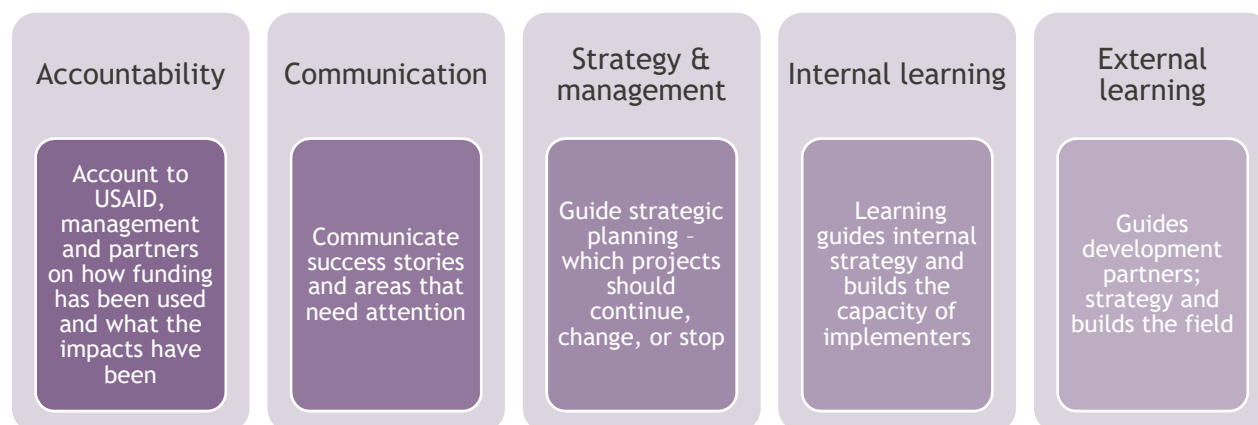 Accountability
Account to
USAID,
management
and partners
on how funding
has been used
and what the
impacts have
been
Communication
Communicate
success stories
and areas that
need attention
Strategy &
management
Guide strategic
planning –
which projects
should
continue,
change, or stop
Internal learning
Learning
guides internal
strategy and
builds the
capacity of
implementers
External
learning
Guides
development
partners;
strategy and
builds the field